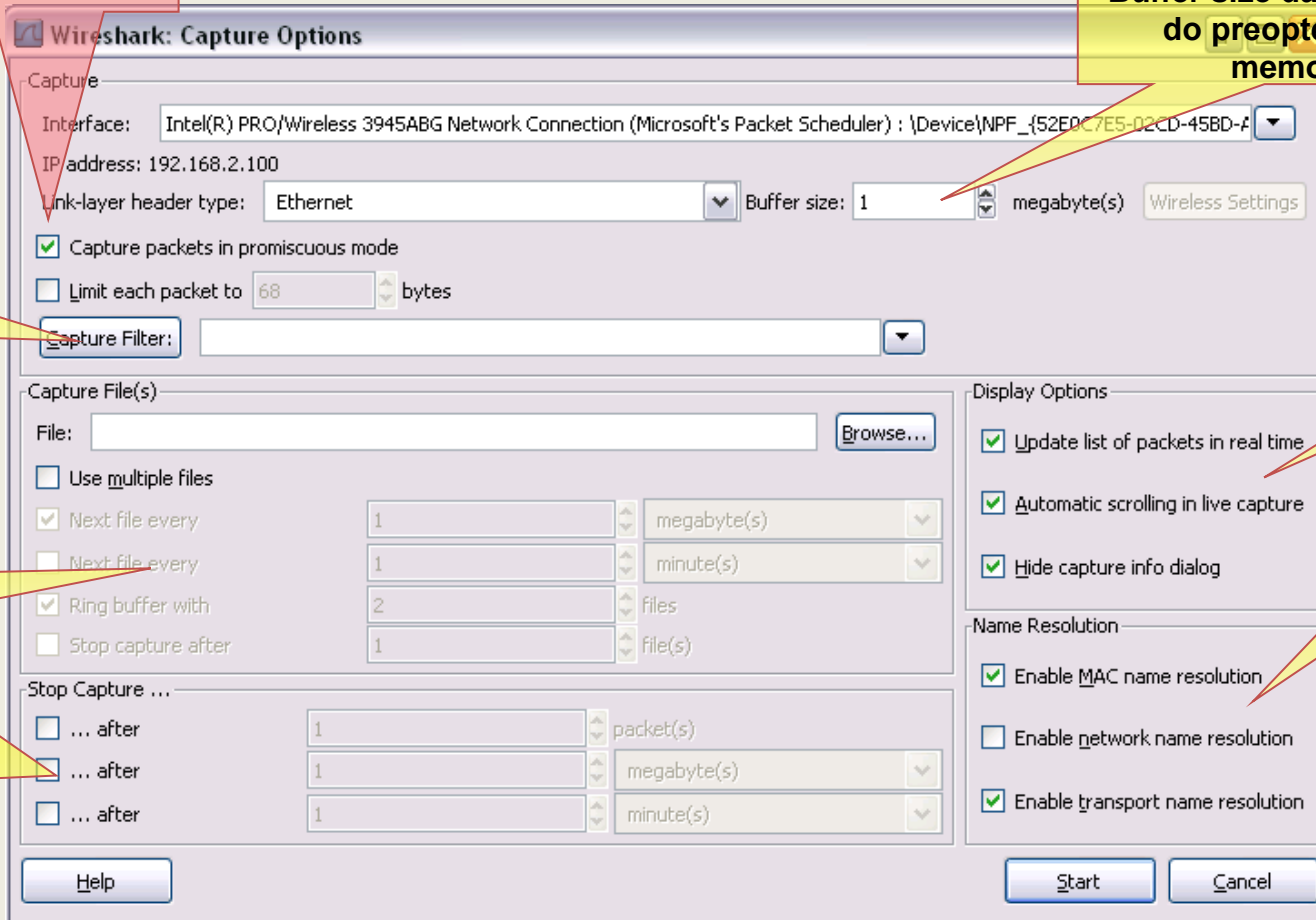 Buffer size da
do preopte
memo
Wireshark: Capture Options
Capture
Interface: Intel(R) PRO/Wireless 3945ABG Network Connection (Microsoft's Packet Scheduler) : \Device\NPF_{52E0C7E5-02CD-45BD-A
IP address: 192.168.2.100
Link-layer header type: Ethernet Buffer size: 1 megabyte(s) Wireless Settings
Capture packets in promiscuous mode
Limit each packet to 68 bytes
Capture Filter:
Capture File(s)
File: Browse...
Use multiple files
Next file every 1 megabyte(s)
Next file every 1 minute(s)
Ring buffer with 2 files
Stop capture after 1 file(s)
Stop Capture ...
... after 1 packet(s)
... after 1 megabyte(s)
... after 1 minute(s)
Display Options
Update list of packets in real time
Automatic scrolling in live capture
Hide capture info dialog
Name Resolution
Enable MAC name resolution
Enable network name resolution
Enable transport name resolution
Help Start Cancel